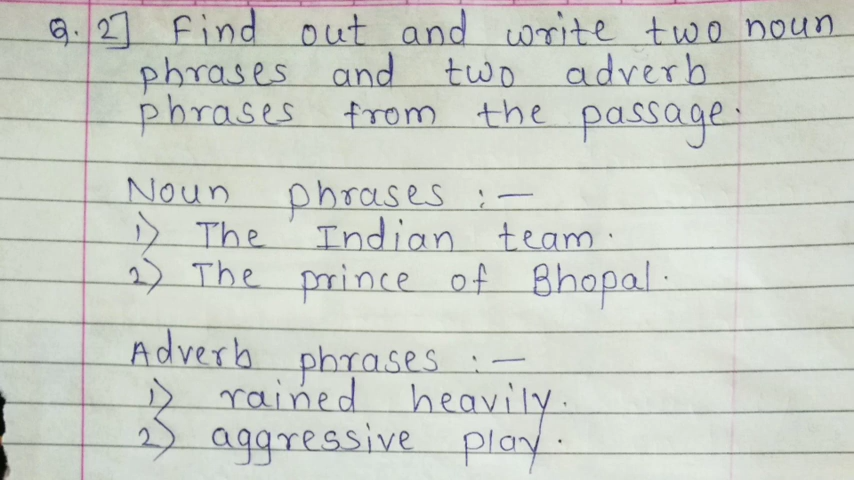 Q. 2] Find out and write two noun
phrases and two adverb
phrases from the passage.
Noun phrases :-
1) The Indian team.
2) The prince of Bhopal.
Adverb phrases :-
1) rained heavily.
2) aggressive play.